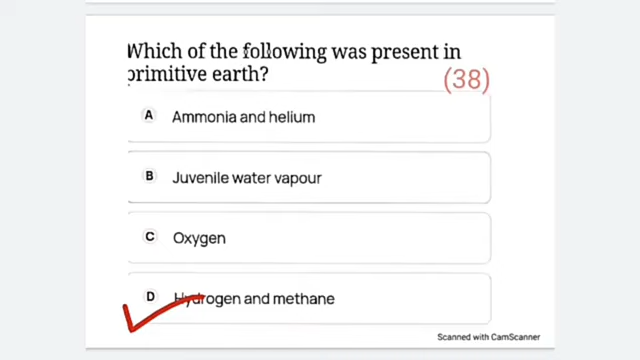 Which of the following was present in
primitive earth?
(38)
A Ammonia and helium
B Juvenile water vapour
C Oxygen
D Hydrogen and methane
Scanned with CamScanner